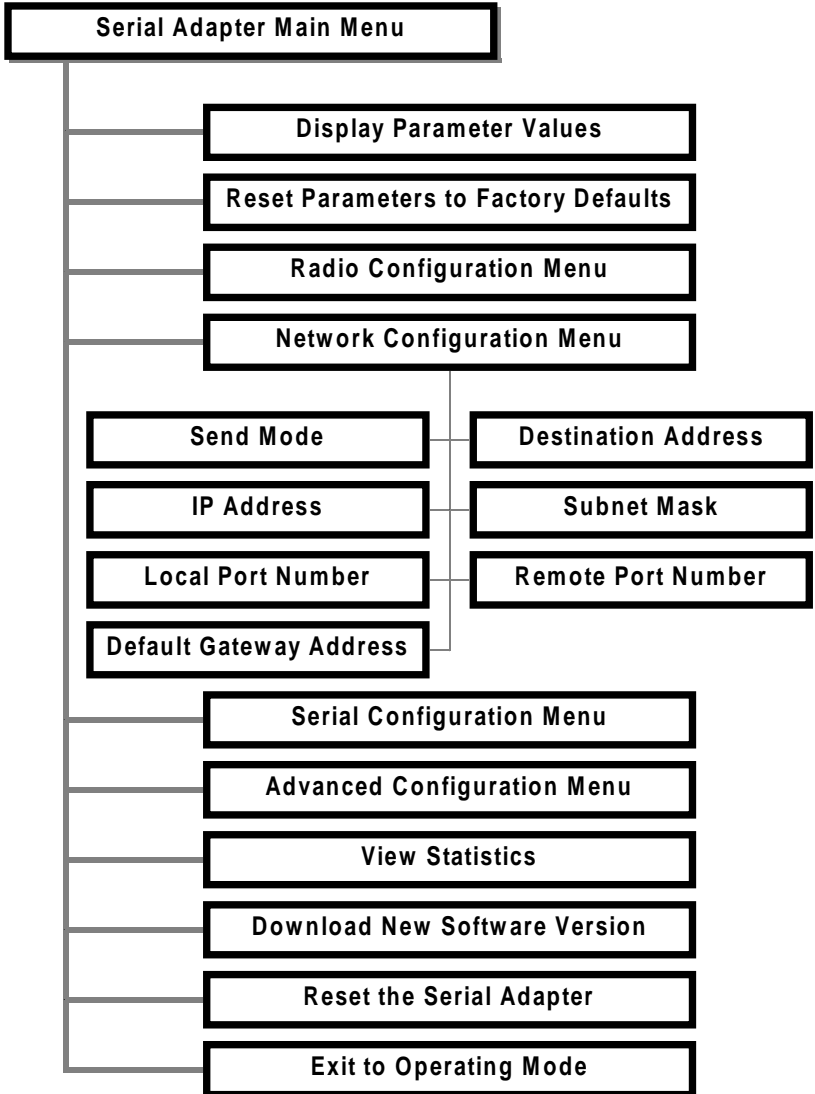 Serial Adapter Main Menu
Display Parameter Values
Reset Parameters to Factory Defaults
Radio Configuration Menu
Network Configuration Menu
Send Mode
Destination Address
IP Address
Subnet Mask
Local Port Number
Remote Port Number
Default Gateway Address
Serial Configuration Menu
Advanced Configuration Menu
View Statistics
Download New Software Version
Reset the Serial Adapter
Exit to Operating Mode